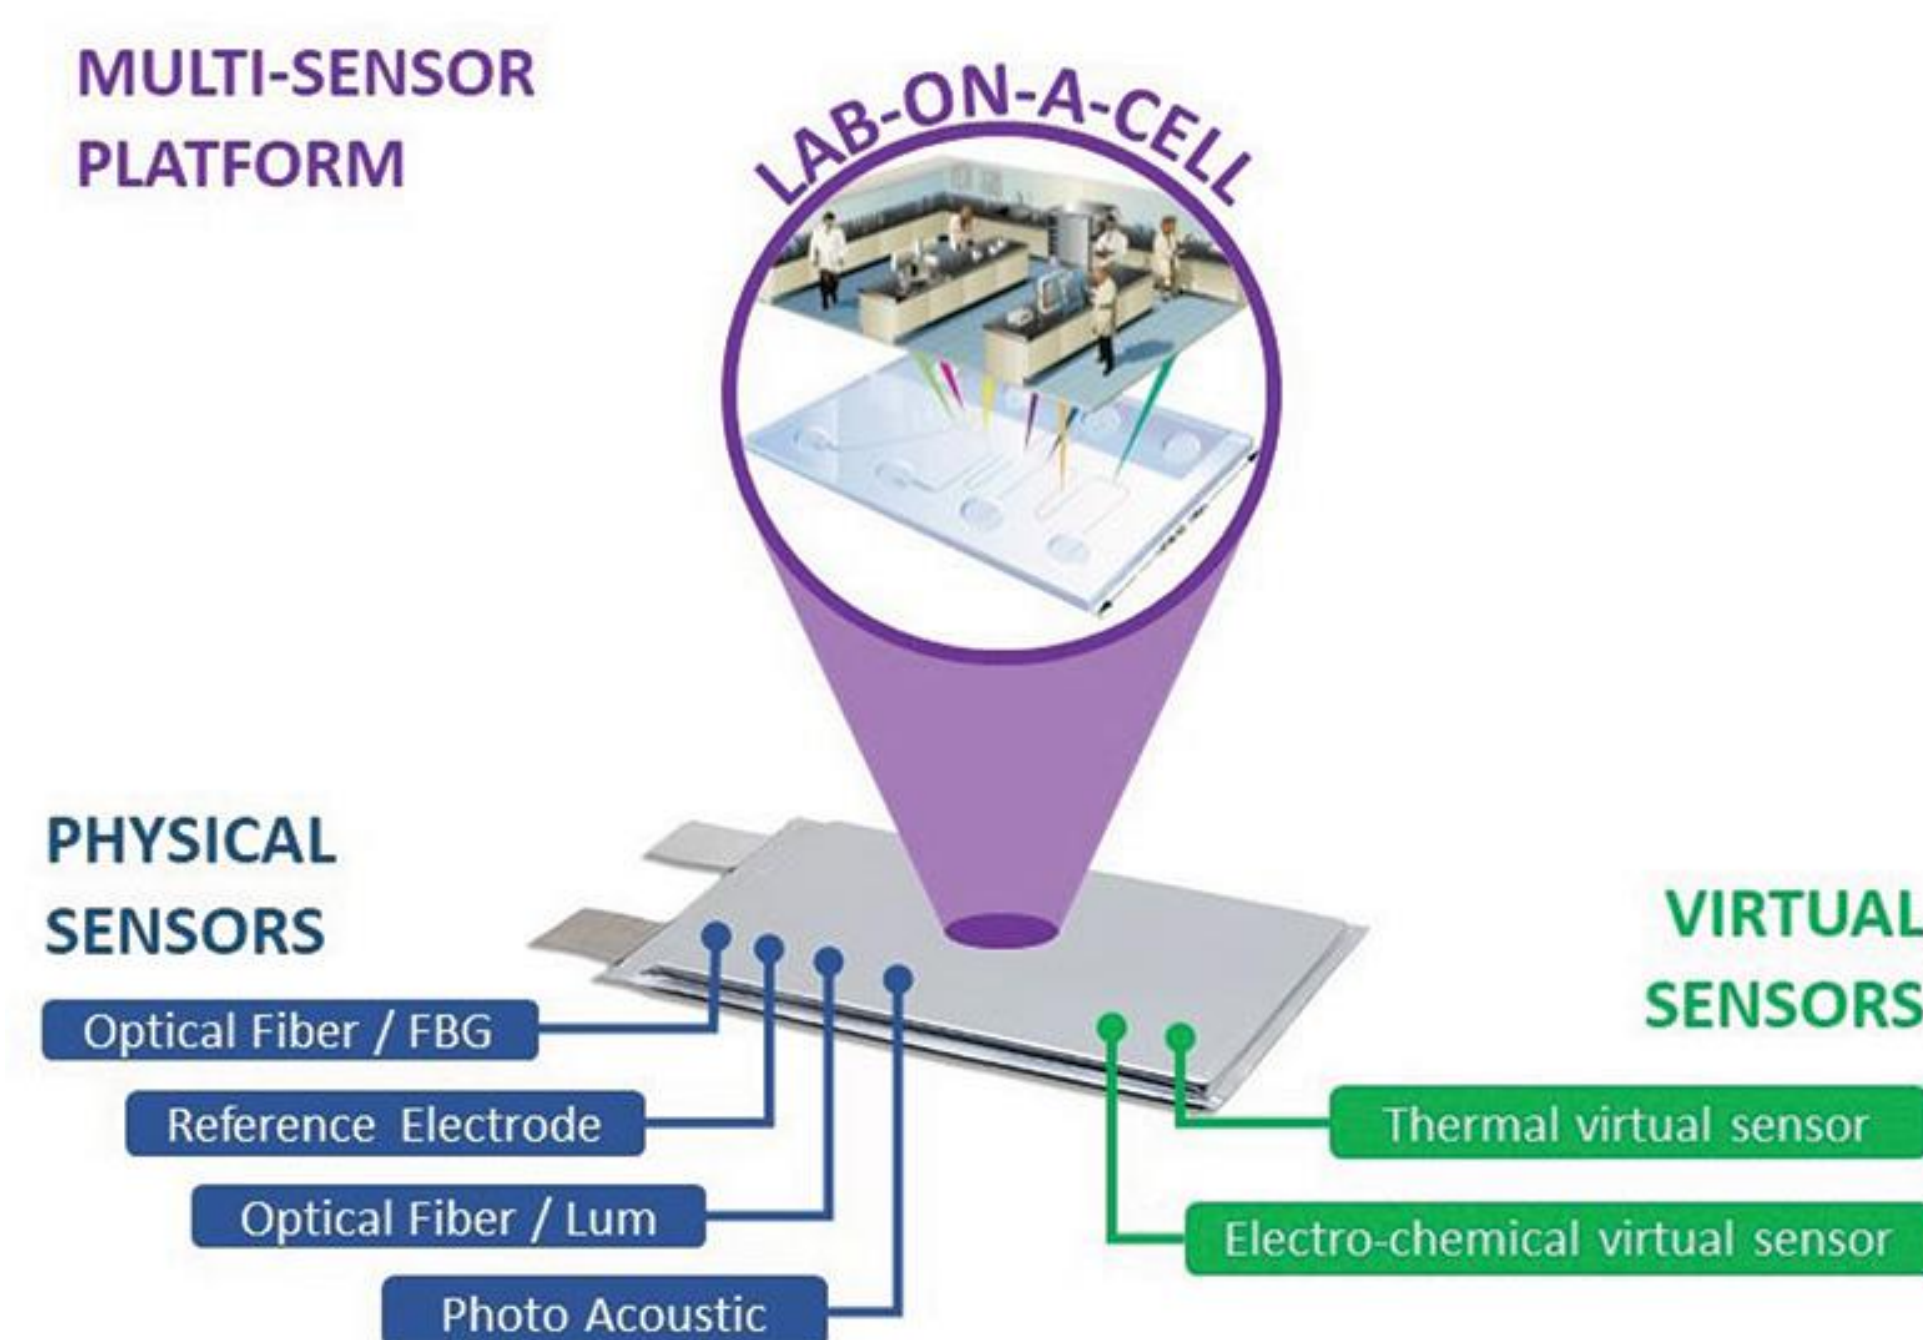 MULTI-SENSOR
PLATFORM
LAB-ON-A-CELL
PHYSICAL
SENSORS
Optical Fiber / FBG
Reference Electrode
Optical Fiber / Lum
Photo Acoustic
VIRTUAL
SENSORS
Thermal virtual sensor
Electro-chemical virtual sensor